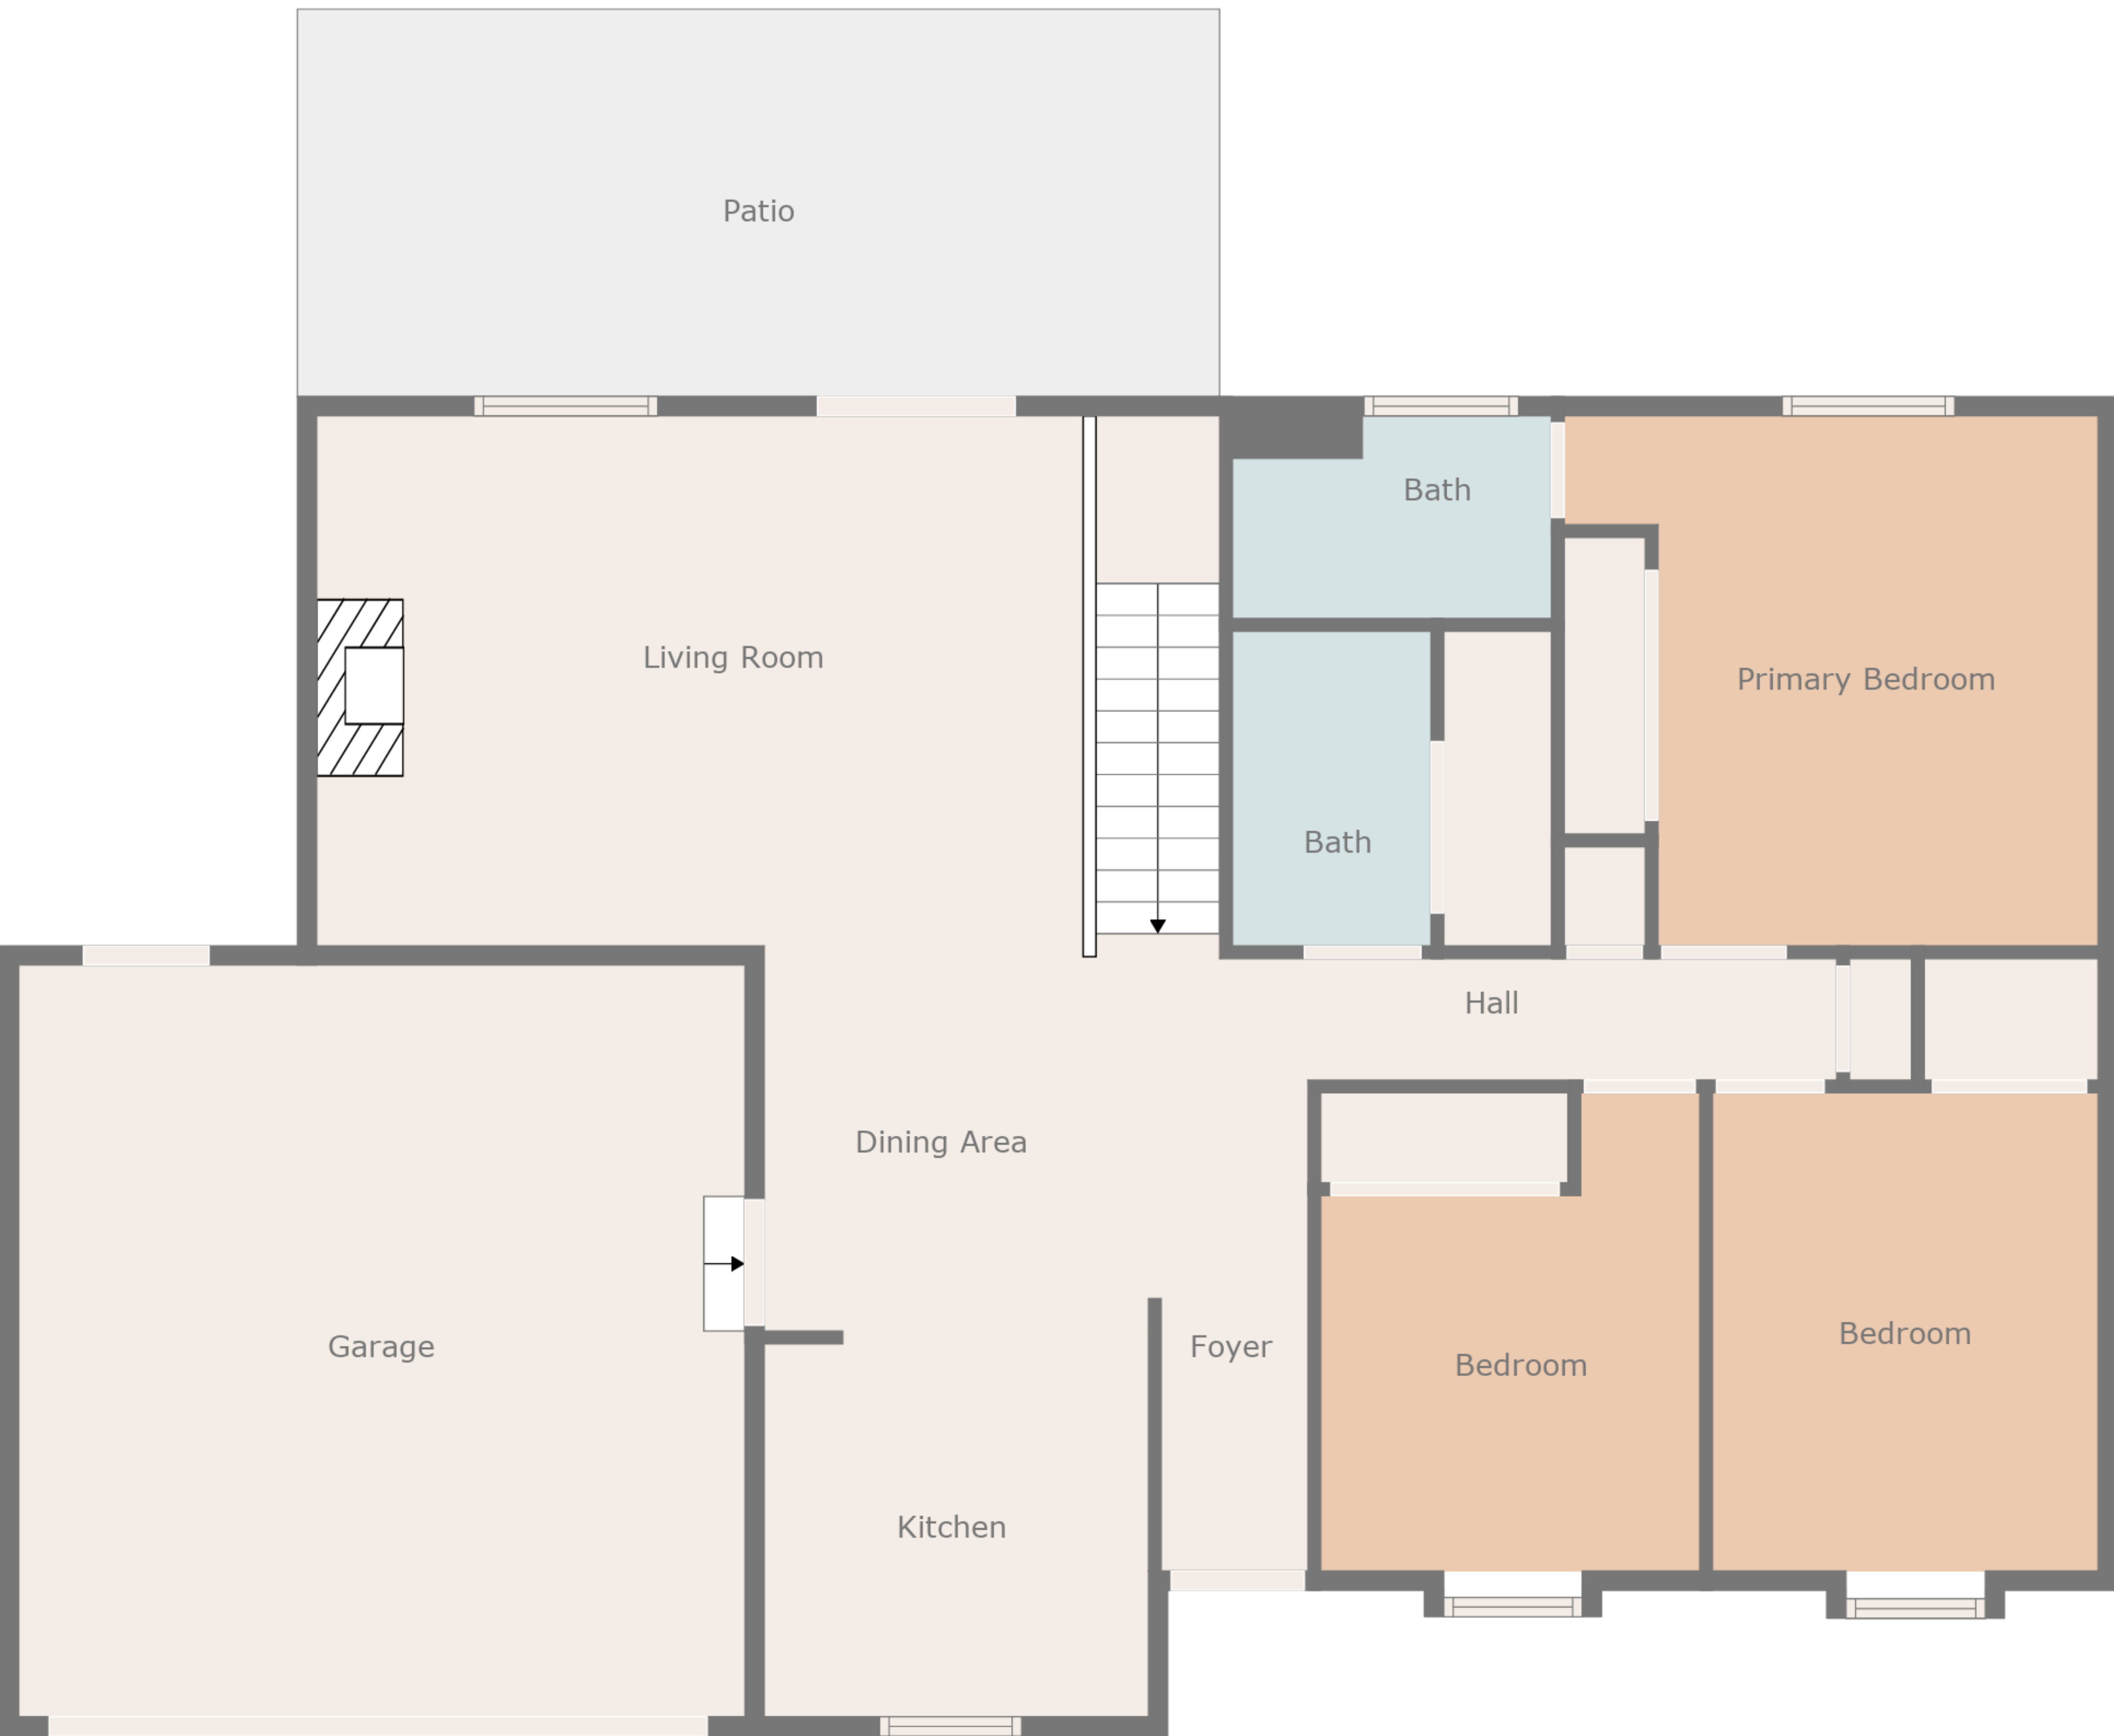 Patio
Bath
Living Room
Primary Bedroom
Bath
Hall
Dining Area
Garage
Foyer
Bedroom
Bedroom
Kitchen